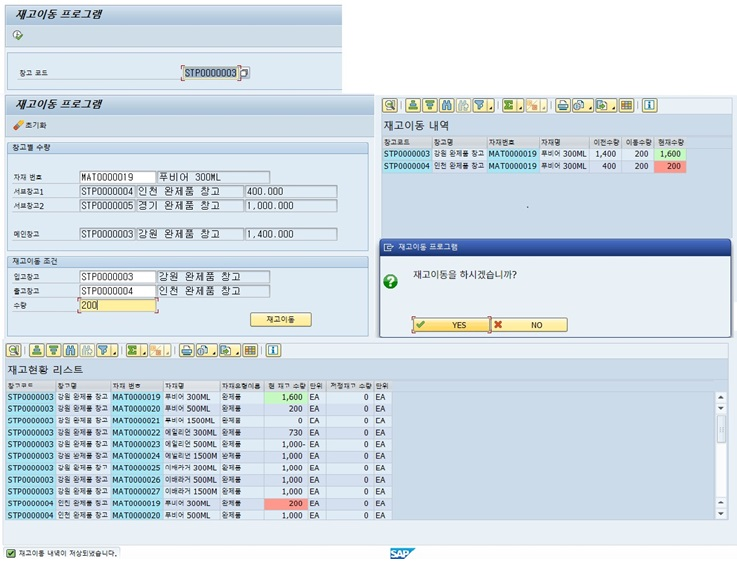 재고이동 프로그램
창고 코드 STP0000003
재고이동 프로그램
초기화
창고별 수량
자재 번호 MAT0000019 푸비어 300ML
서브창고1 STP0000004 인천 완제품 창고 400.000
서브창고2 STP0000005 경기 완제품 창고 1,000.000
메인창고 STP0000003 강원 완제품 창고 1,400.000
재고이동 조건
입고창고 STP0000003 강원 완제품 창고
출고창고 STP0000004 인천 완제품 창고
수량 200
재고이동
재고이동 내역
창고코드 창고명 자재번호 자재명 이전수량 이동수량 현재수량
STP0000003 강원 완제품 창고 MAT0000019 푸비어 300ML 1,400 200 1,600
STP0000004 인천 완제품 창고 MAT0000019 푸비어 300ML 400 200 200
재고이동 프로그램
재고이동을 하시겠습니까?
YES NO
재고현황 리스트
창고코드 창고명 자재 번호 자재명 자재유형이름 현 재고 수량 단위 저정재고 수량 단위
STP0000003 강원 완제품 창고 MAT0000019 푸비어 300ML 완제품 1,600 EA 0 EA
STP0000003 강원 완제품 창고 MAT0000020 푸비어 500ML 완제품 200 EA 0 EA
STP0000003 강원 완제품 창고 MAT0000021 푸비어 1500ML 완제품 0 EA 0 EA
STP0000003 강원 완제품 창고 MAT0000022 에일리언 300ML 완제품 730 EA 0 EA
STP0000003 강원 완제품 창고 MAT0000023 에일리언 500ML 완제품 1,000- EA 0 EA
STP0000003 강원 완제품 창고 MAT0000024 에일리언 1500M 완제품 1,000 EA 0 EA
STP0000003 강원 완제품 창고 MAT0000025 이배라거 300ML 완제품 1,000 EA 0 EA
STP0000003 강원 완제품 창고 MAT0000026 이배라거 500ML 완제품 1,000 EA 0 EA
STP0000003 강원 완제품 창고 MAT0000027 이배라거 1500M 완제품 1,000 EA 0 EA
STP0000004 인천 완제품 창고 MAT0000019 푸비어 300ML 완제품 200 EA 0 EA
STP0000004 인천 완제품 창고 MAT0000020 푸비어 500ML 완제품 1,000 EA 0 EA
재고이동 내역이 저장되었습니다.
SAP